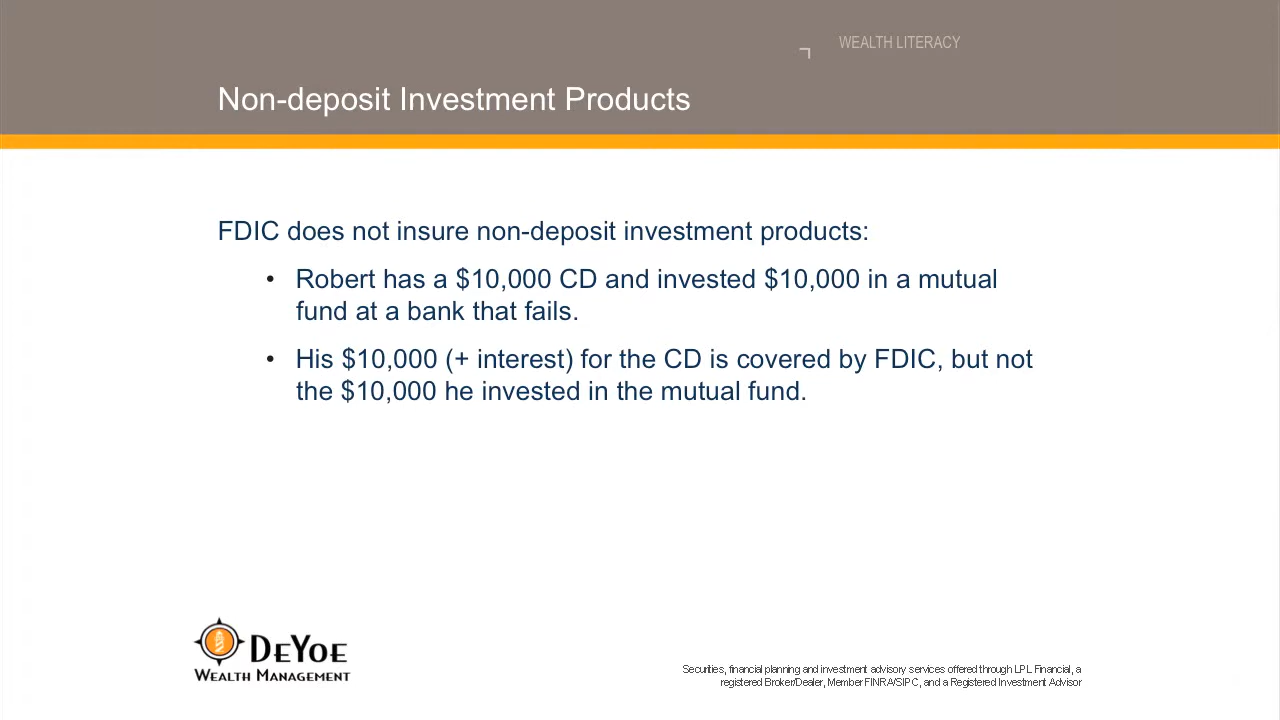 WEALTH LITERACY
Non-deposit Investment Products
FDIC does not insure non-deposit investment products:
• Robert has a $10,000 CD and invested $10,000 in a mutual
fund at a bank that fails.
• His $10,000 (+ interest) for the CD is covered by FDIC, but not
the $10,000 he invested in the mutual fund.
DEYOE
WEALTH MANAGEMENT
Securities, financial planning and investment advisory services offered through LPL Financial, a
registered Broker/Dealer, Member FINRA/SIPC, and a Registered Investment Advisor